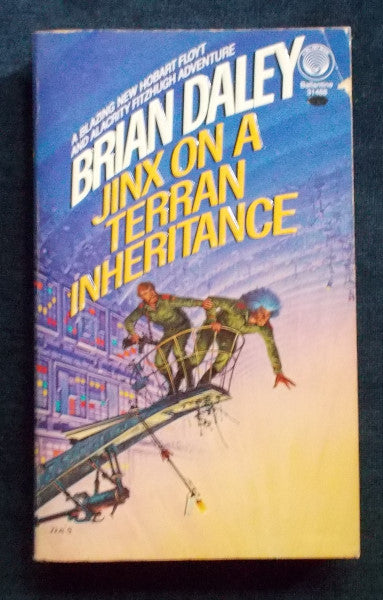 A BLAZING NEW HOBART FLOYT
AND ALACRITY FITZHUGH ADVENTURE
BRIAN DALEY
JINX ON A
TERRAN
INHERITANCE
Ballantine
31488